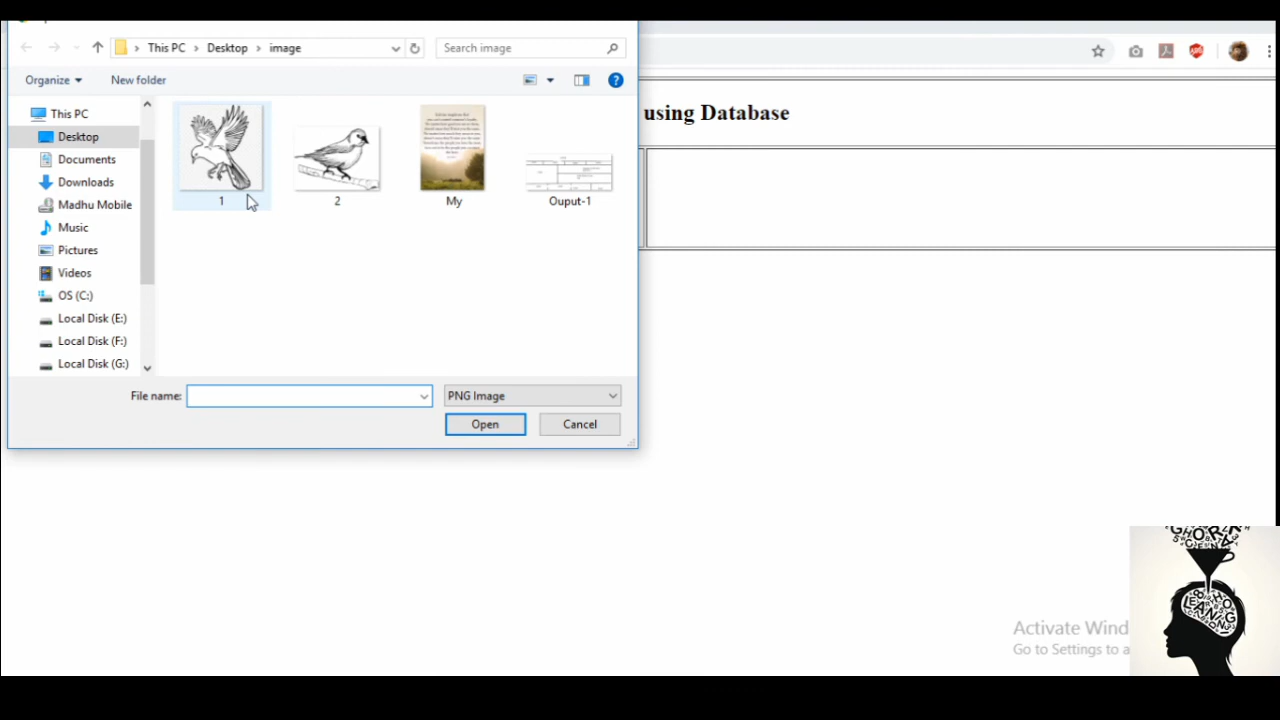 This PC > Desktop > image
Search image
Organize
New folder
using Database
This PC
Desktop
Documents
Downloads
Madhu Mobile
Music
Pictures
Videos
OS (C:)
Local Disk (E:)
Local Disk (F:)
Local Disk (G:)
1
2
My
Ouput-1
File name:
PNG Image
Open
Cancel
Activate Wind
Go to Settings to a